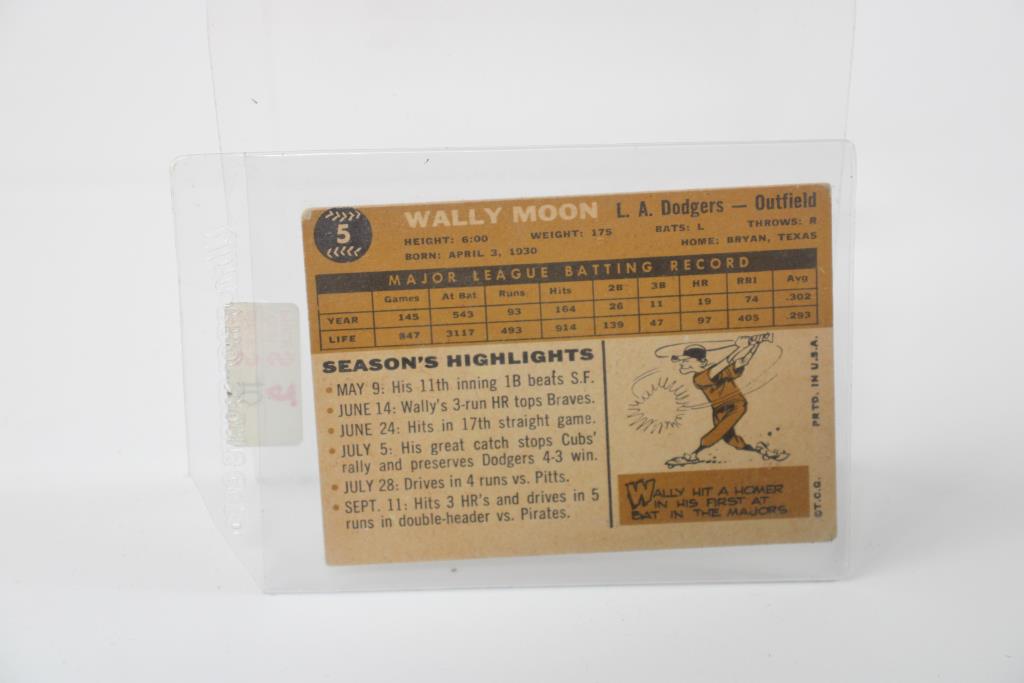 5
WALLY MOON L. A. Dodgers — Outfield
HEIGHT: 6:00 WEIGHT: 175 BATS: L THROWS: R
BORN: APRIL 3, 1930 HOME: BRYAN, TEXAS
MAJOR LEAGUE BATTING RECORD
Games At Bat Runs Hits 2B 3B HR RBI Avg
YEAR 145 543 93 164 26 11 19 74 .302
LIFE 847 3117 493 914 139 47 97 405 .293
SEASON'S HIGHLIGHTS
• MAY 9: His 11th inning 1B beats S.F.
• JUNE 14: Wally's 3-run HR tops Braves.
• JUNE 24: Hits in 17th straight game.
• JULY 5: His great catch stops Cubs'
rally and preserves Dodgers 4-3 win.
• JULY 28: Drives in 4 runs vs. Pitts.
• SEPT. 11: Hits 3 HR's and drives in 5
runs in double-header vs. Pirates.
WALLY HIT A HOMER
IN HIS FIRST AT
BAT IN THE MAJORS
©T.C.G. PRTD. IN U.S.A.